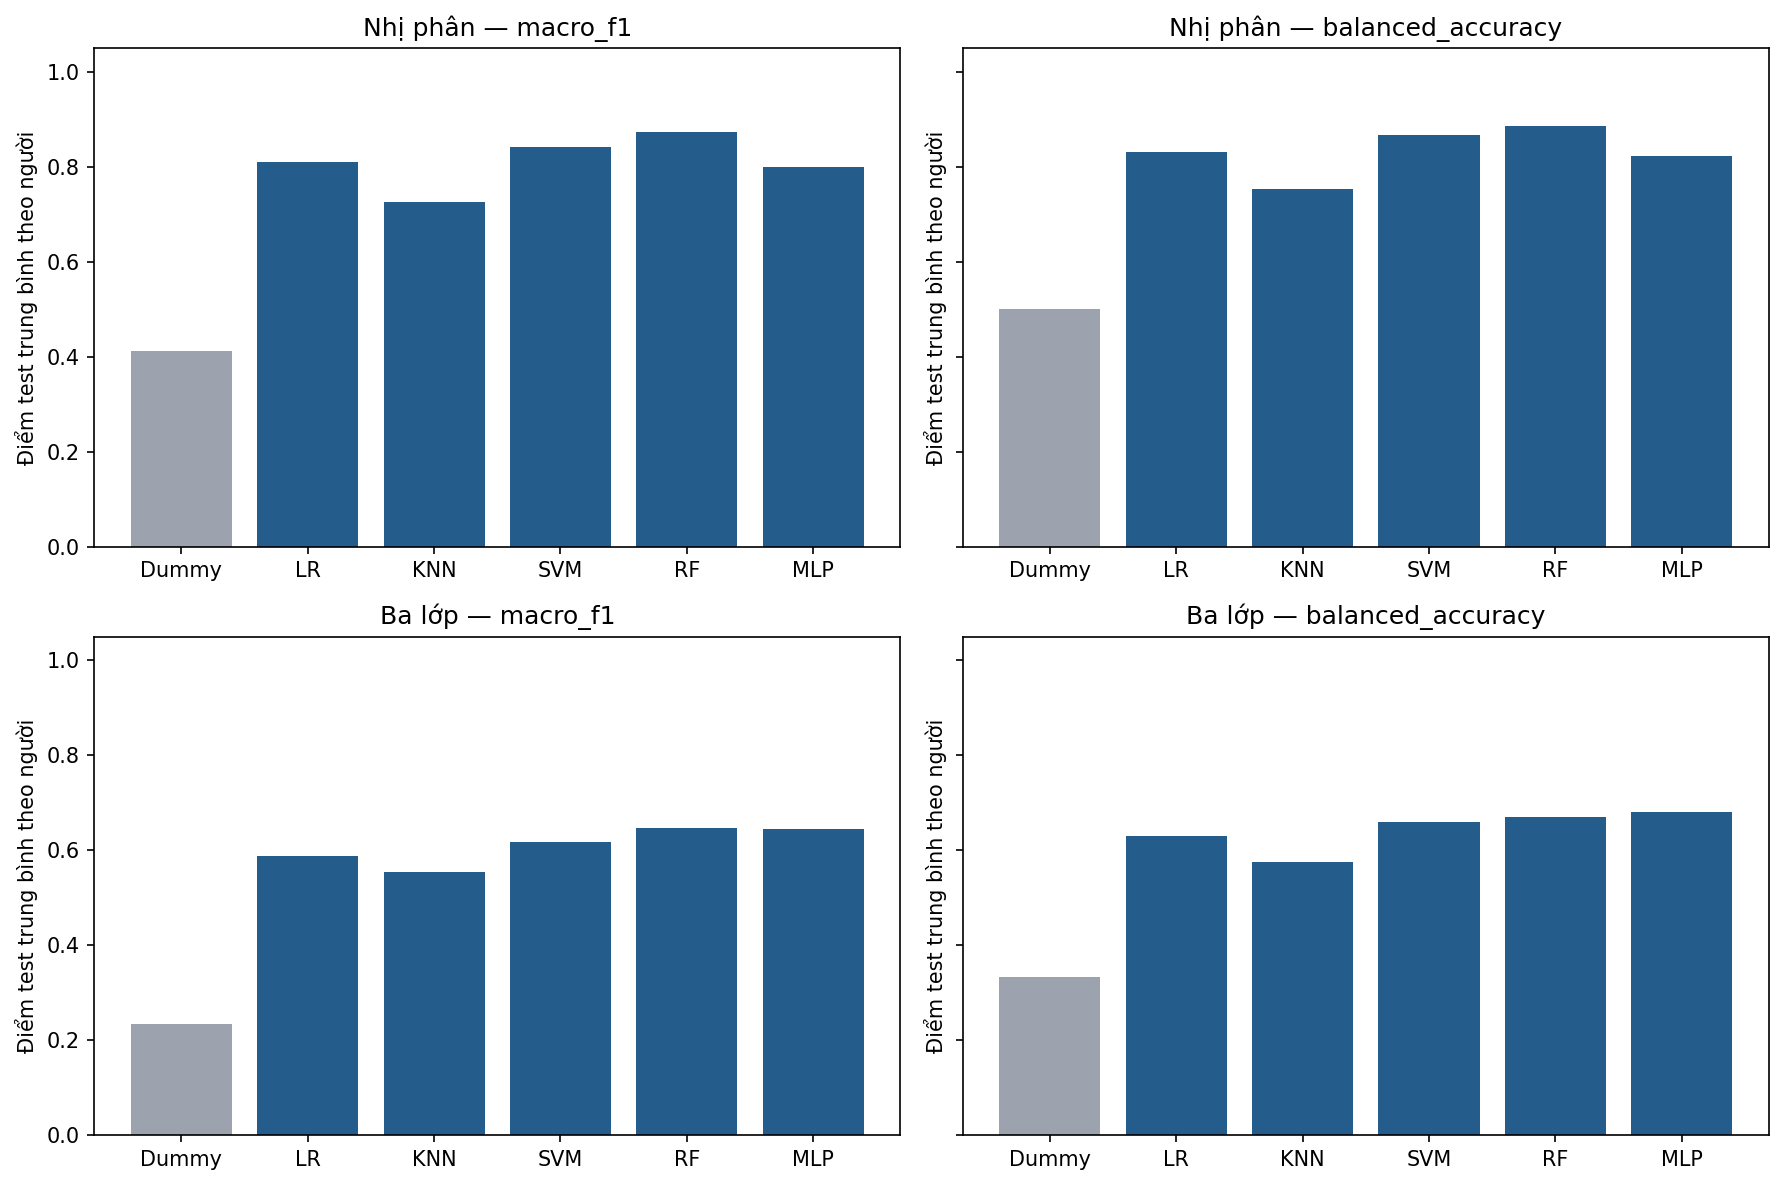 Nhị phân — macro_f1
Điểm test trung bình theo người
1.0
0.8
0.6
0.4
0.2
0.0
Dummy LR KNN SVM RF MLP
Nhị phân — balanced_accuracy
Điểm test trung bình theo người
Dummy LR KNN SVM RF MLP
Ba lớp — macro_f1
Điểm test trung bình theo người
1.0
0.8
0.6
0.4
0.2
0.0
Dummy LR KNN SVM RF MLP
Ba lớp — balanced_accuracy
Điểm test trung bình theo người
Dummy LR KNN SVM RF MLP